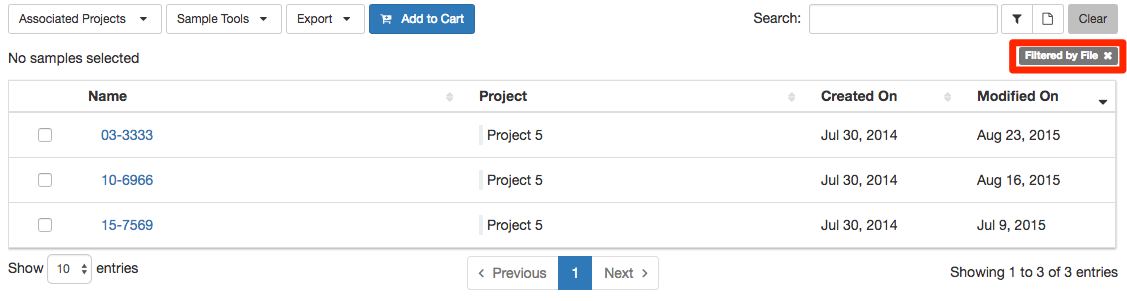 Associated Projects Sample Tools Export Add to Cart Search: Clear
No samples selected Filtered by File ✖
Name Project Created On Modified On
03-3333 Project 5 Jul 30, 2014 Aug 23, 2015
10-6966 Project 5 Jul 30, 2014 Aug 16, 2015
15-7569 Project 5 Jul 30, 2014 Jul 9, 2015
Show 10 entries Previous 1 Next Showing 1 to 3 of 3 entries